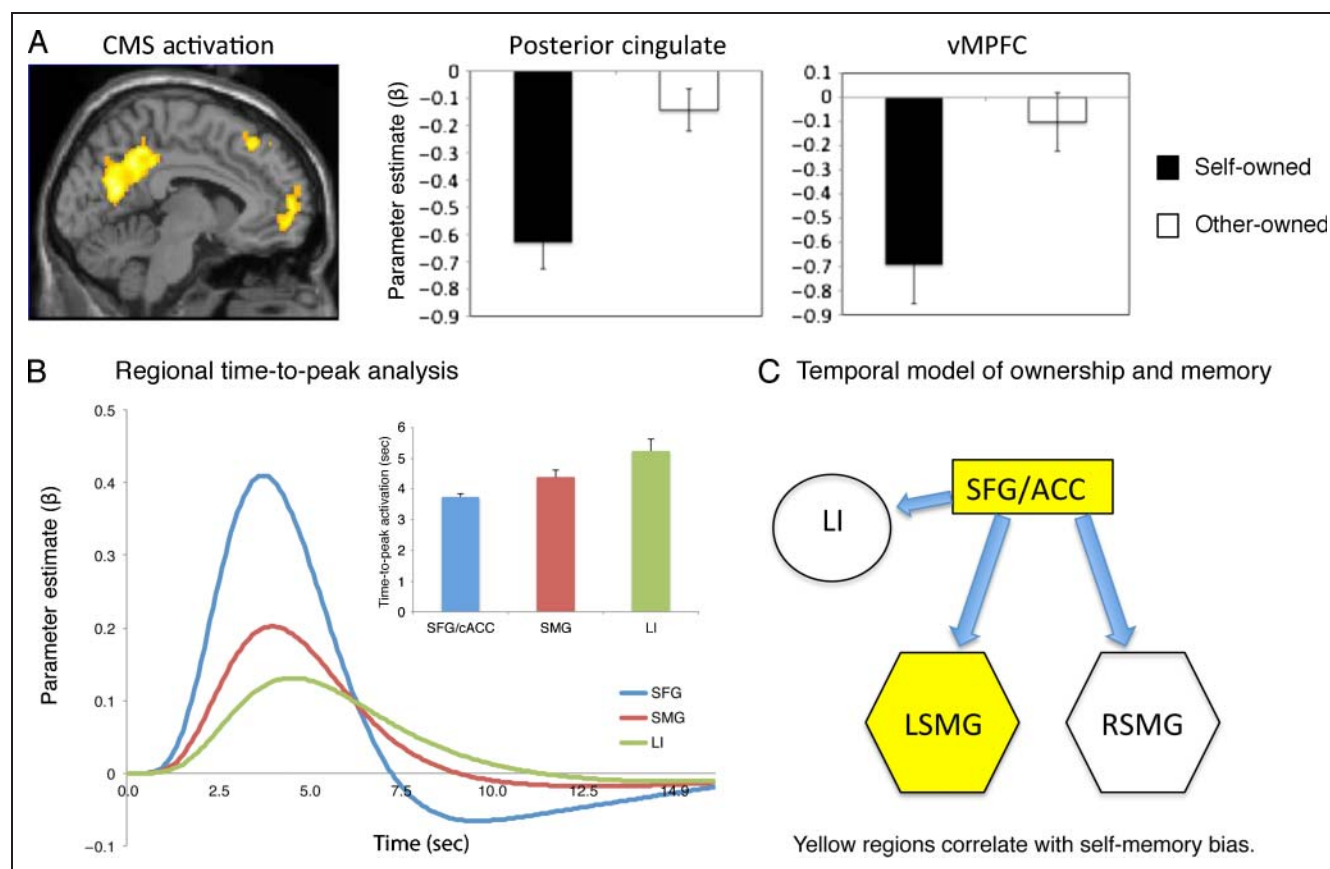 A
CMS activation
Posterior cingulate
vMPFC
Parameter estimate (β)
0
−0.1
−0.2
−0.3
−0.4
−0.5
−0.6
−0.7
−0.8
−0.9
0.1
0
−0.1
−0.2
−0.3
−0.4
−0.5
−0.6
−0.7
−0.8
−0.9
Self-owned
Other-owned
B Regional time-to-peak analysis
Parameter estimate (β)
0.5
0.4
0.3
0.2
0.1
0
−0.1
0.0 2.5 5.0 7.5 10.0 12.5 14.9
Time (sec)
Time-to-peak activation (sec)
6
5
4
3
2
1
0
SFG/cACC SMG LI
SFG
SMG
LI
C Temporal model of ownership and memory
SFG/ACC
LI
LSMG
RSMG
Yellow regions correlate with self-memory bias.